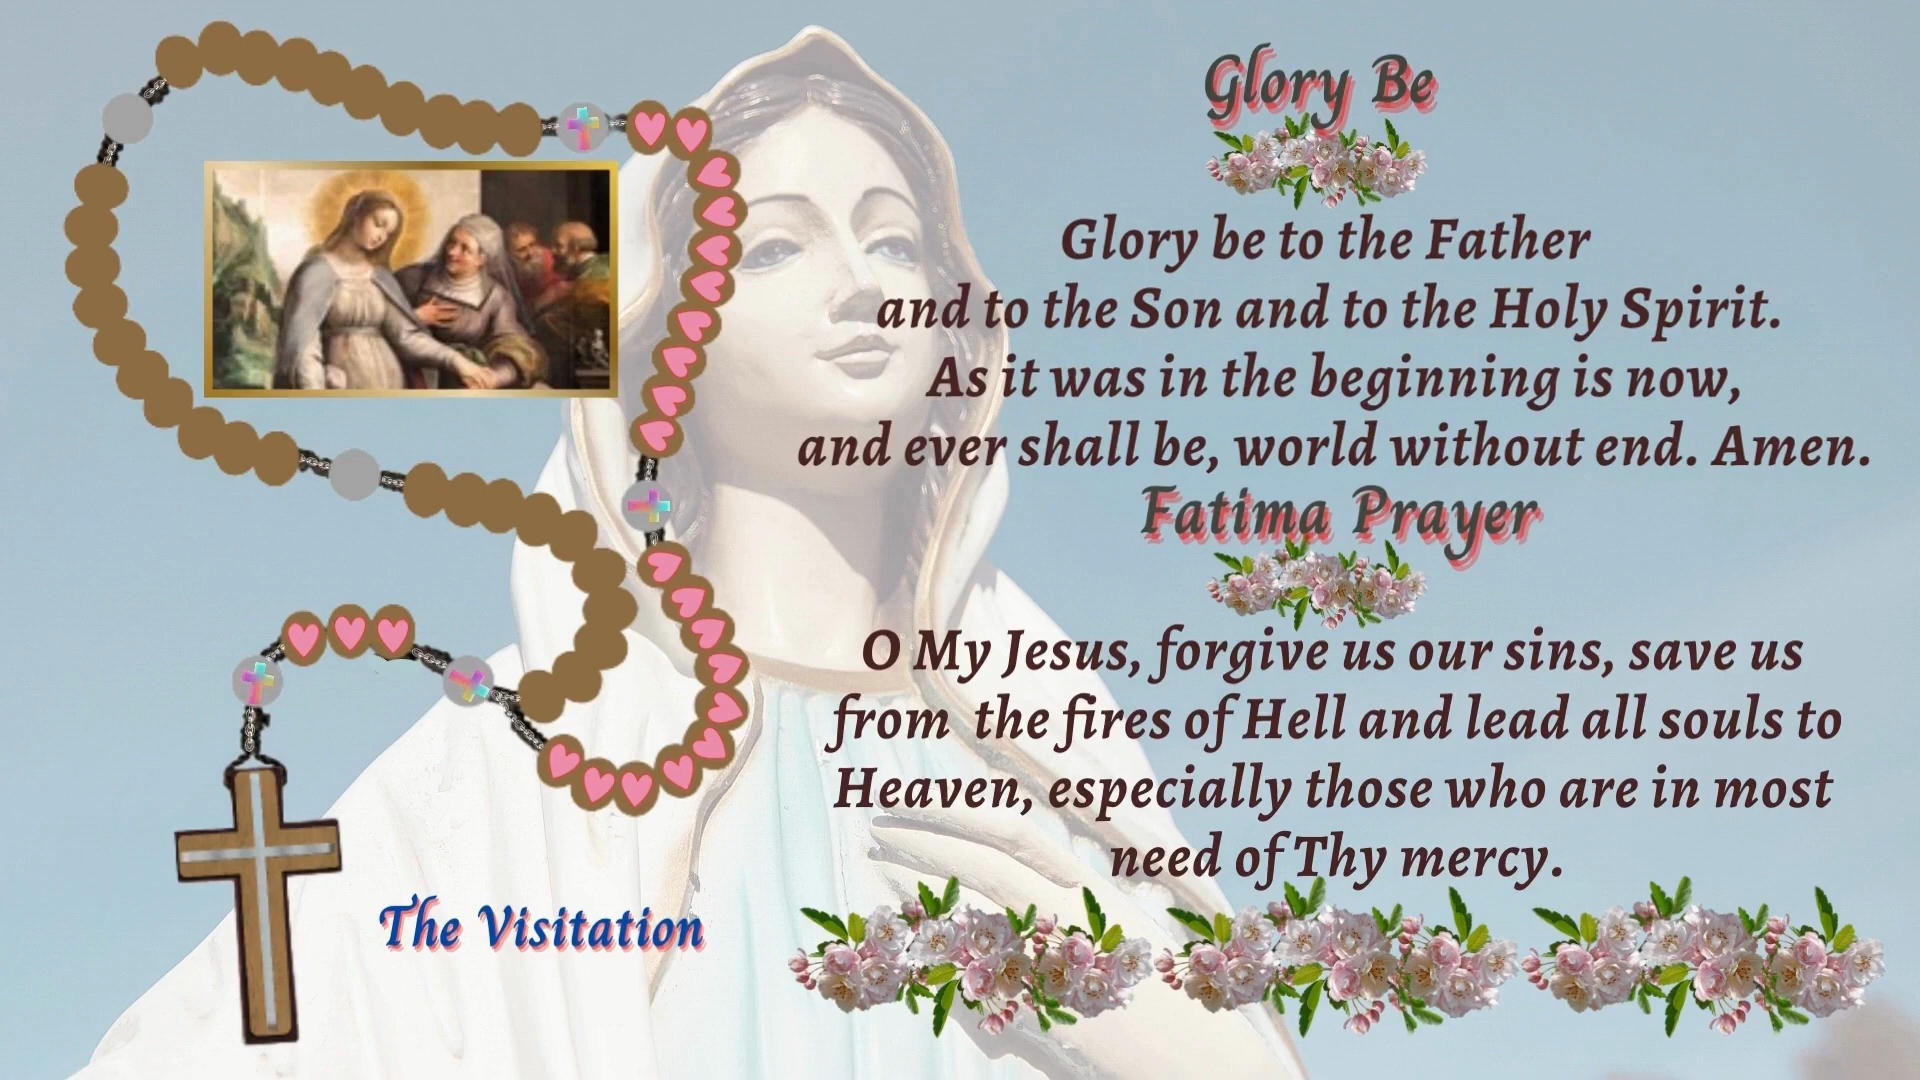 Glory Be
Glory be to the Father
and to the Son and to the Holy Spirit.
As it was in the beginning is now,
and ever shall be, world without end. Amen.
Fatima Prayer
O My Jesus, forgive us our sins, save us
from the fires of Hell and lead all souls to
Heaven, especially those who are in most
need of Thy mercy.
The Visitation